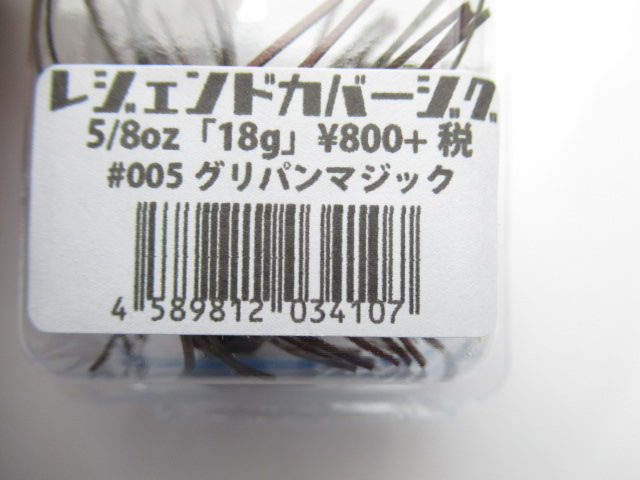 レジェンドカバージグ
5/8oz 「18g」 ¥800+ 税
#005 グリパンマジック
4 589812 034107